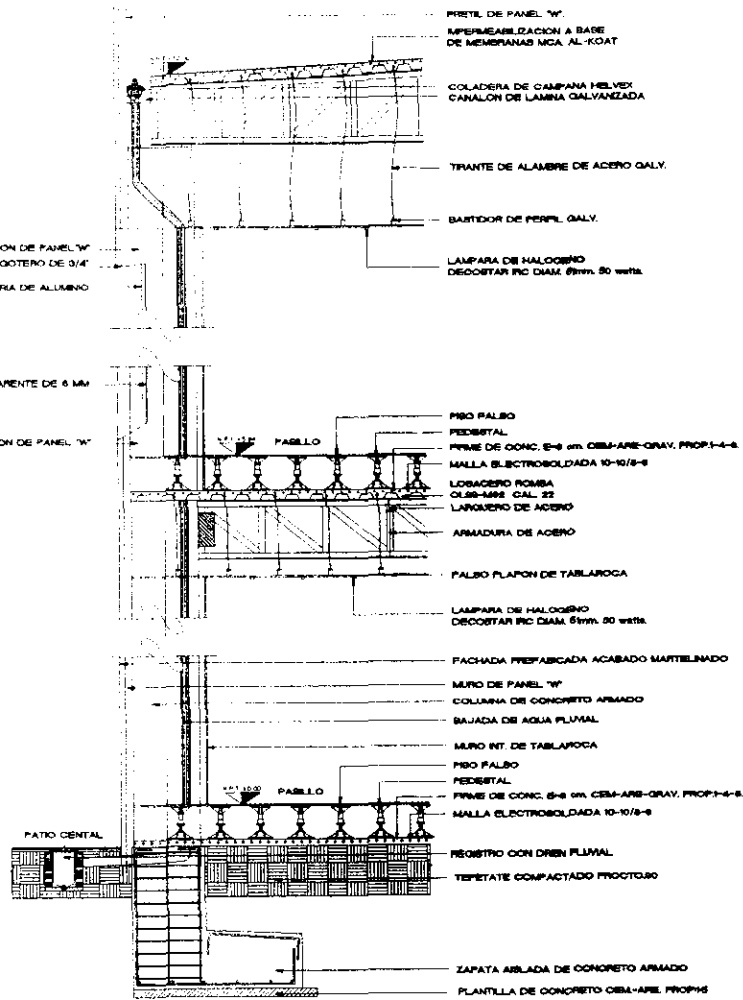 PRETIL DE PANEL "W".
IMPERMEABILIZACION A BASE
DE MEMBRANAS MCA. AL-KOAT
COLADERA DE CAMPANA HELVEX
CANALON DE LAMINA GALVANIZADA
TIRANTE DE ALAMBRE DE ACERO GALV.
BASTIDOR DE PERFIL GALV.
ON DE PANEL "W"
GOTERO DE 3/4"
LAMPARA DE HALOGENO
DECOSTAR IRC DIAM. 51mm. 50 watts.
RIA DE ALUMINIO
ARENTE DE 6 MM
ON DE PANEL "W"
PISO FALSO
PEDESTAL
PASILLO
FIRME DE CONC. E=8 cm. CEM-ARE-GRAV. PROP.1-4-6.
MALLA ELECTROSOLDADA 10-10/6-6
LOSACERO ROMSA
CAL. 22
LARGUERO DE ACERO
ARMADURA DE ACERO
FALSO PLAFON DE TABLAROCA
LAMPARA DE HALOGENO
DECOSTAR IRC DIAM. 51mm. 50 watts.
FACHADA PREFABRICADA ACABADO MARTELINADO
MURO DE PANEL "W"
COLUMNA DE CONCRETO ARMADO
BAJADA DE AGUA PLUVIAL
MURO INT. DE TABLAROCA
PISO FALSO
PASILLO
PEDESTAL
FIRME DE CONC. E=8 cm. CEM-ARE-GRAV. PROP.1-4-6.
MALLA ELECTROSOLDADA 10-10/6-6
PATIO CENTAL
REGISTRO CON DREN PLUVIAL
TEPETATE COMPACTADO PROCTO.90
ZAPATA AISLADA DE CONCRETO ARMADO
PLANTILLA DE CONCRETO CEM-ARE.